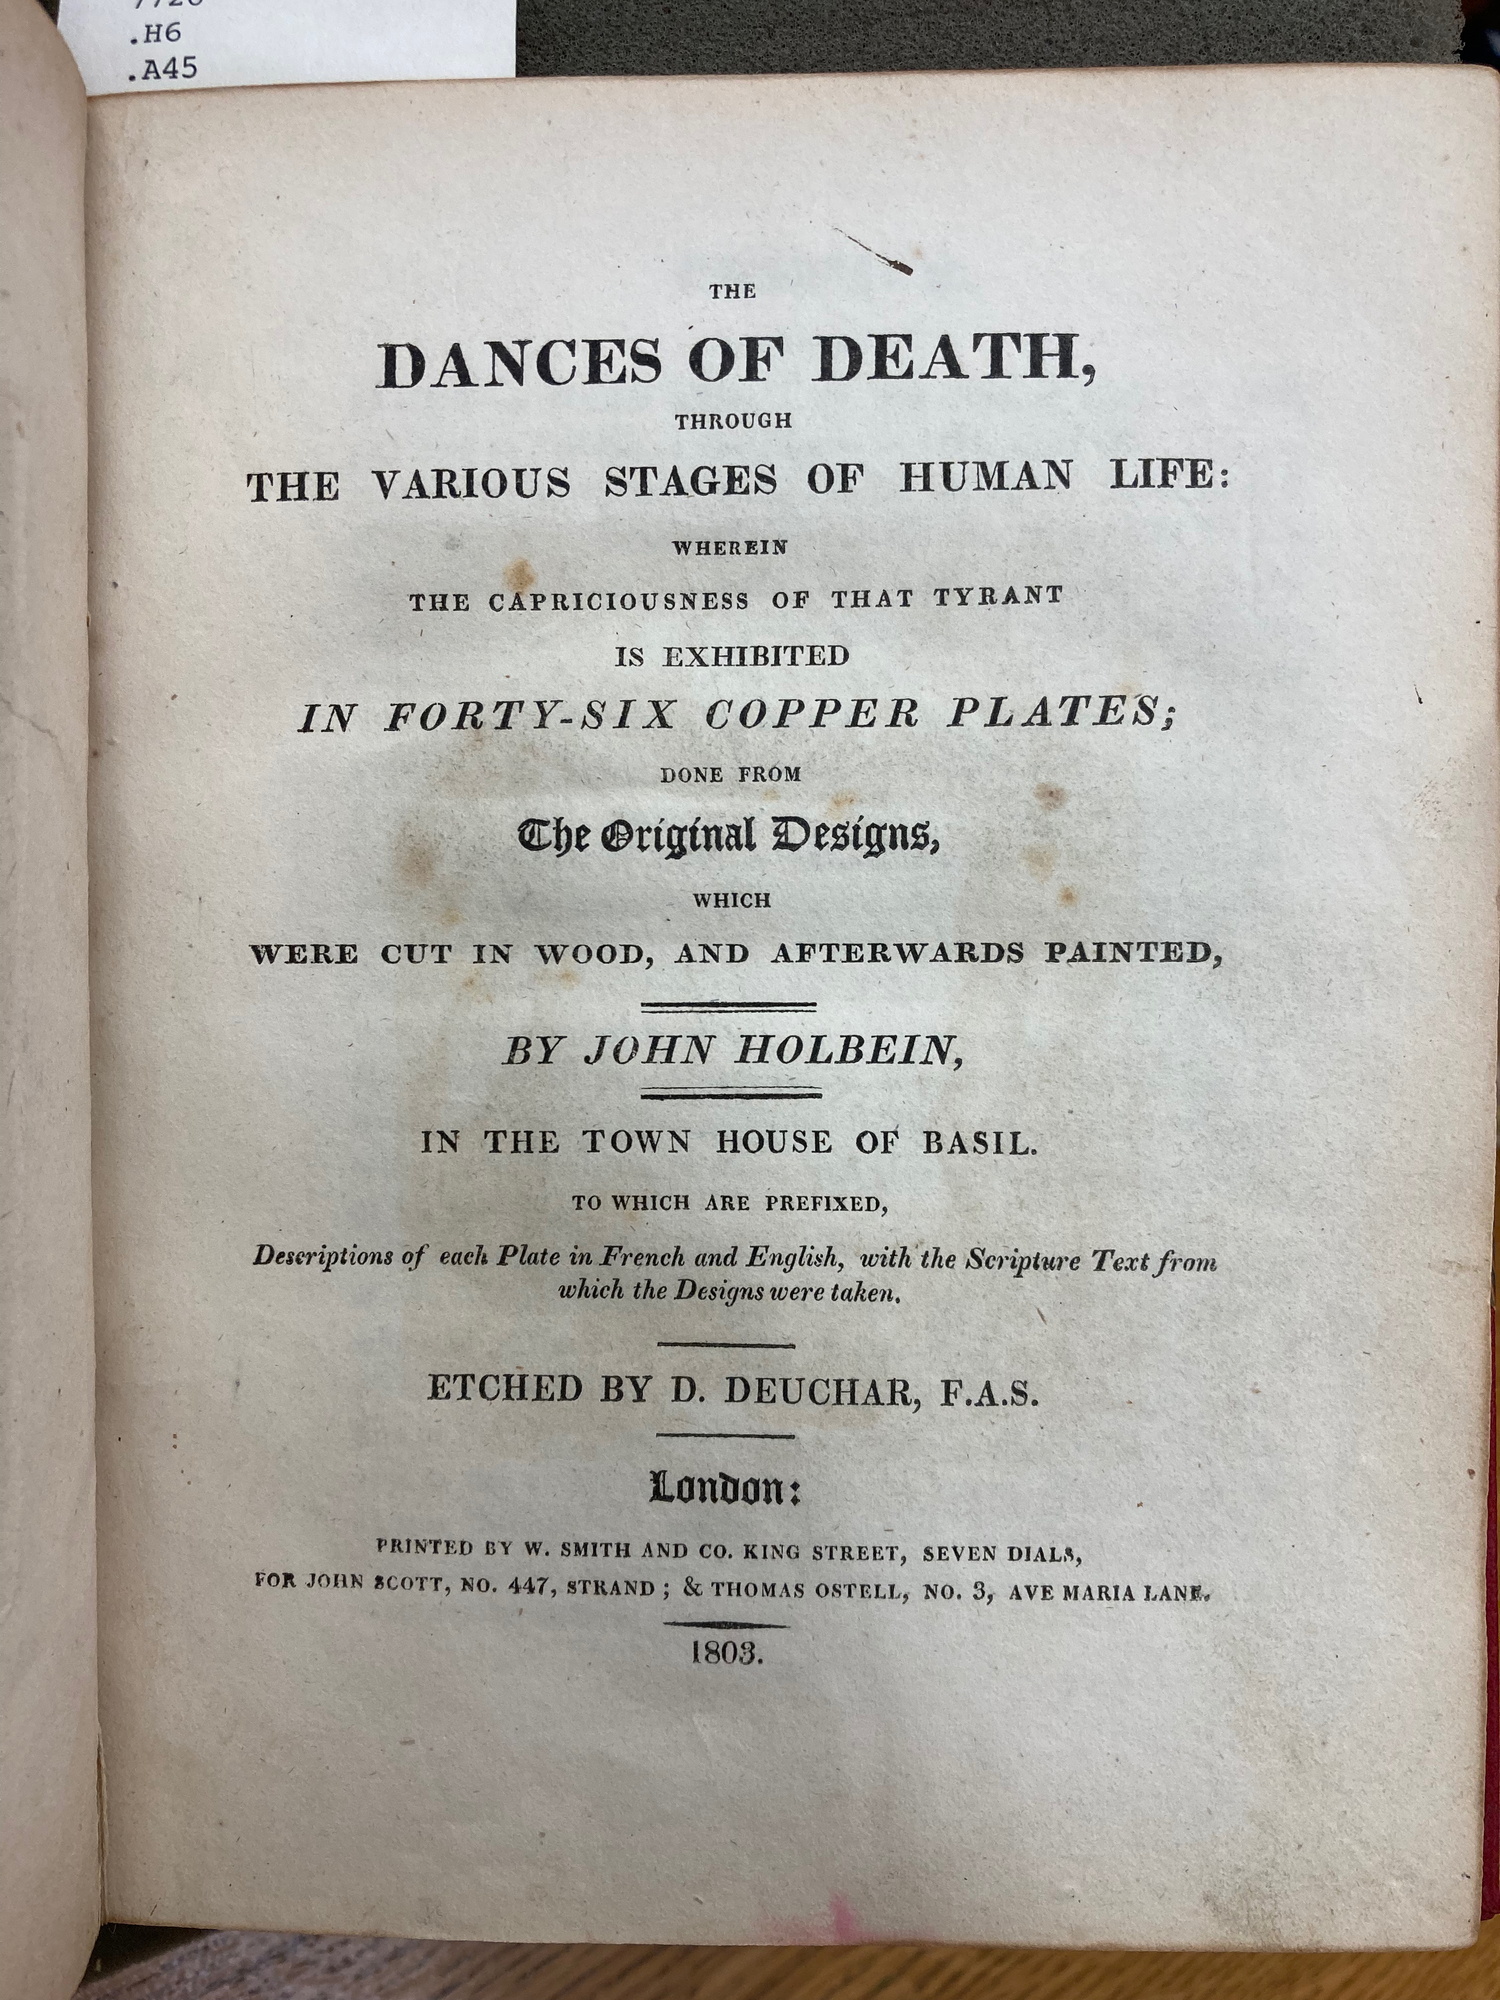 .H6
.A45
THE
DANCES OF DEATH,
THROUGH
THE VARIOUS STAGES OF HUMAN LIFE:
WHEREIN
THE CAPRICIOUSNESS OF THAT TYRANT
IS EXHIBITED
IN FORTY-SIX COPPER PLATES;
DONE FROM
The Original Designs,
WHICH
WERE CUT IN WOOD, AND AFTERWARDS PAINTED,
BY JOHN HOLBEIN,
IN THE TOWN HOUSE OF BASIL.
TO WHICH ARE PREFIXED,
Descriptions of each Plate in French and English, with the Scripture Text from
which the Designs were taken.
ETCHED BY D. DEUCHAR, F.A.S.
London:
PRINTED BY W. SMITH AND CO. KING STREET, SEVEN DIALS,
FOR JOHN SCOTT, NO. 447, STRAND; & THOMAS OSTELL, NO. 3, AVE MARIA LANE.
1803.